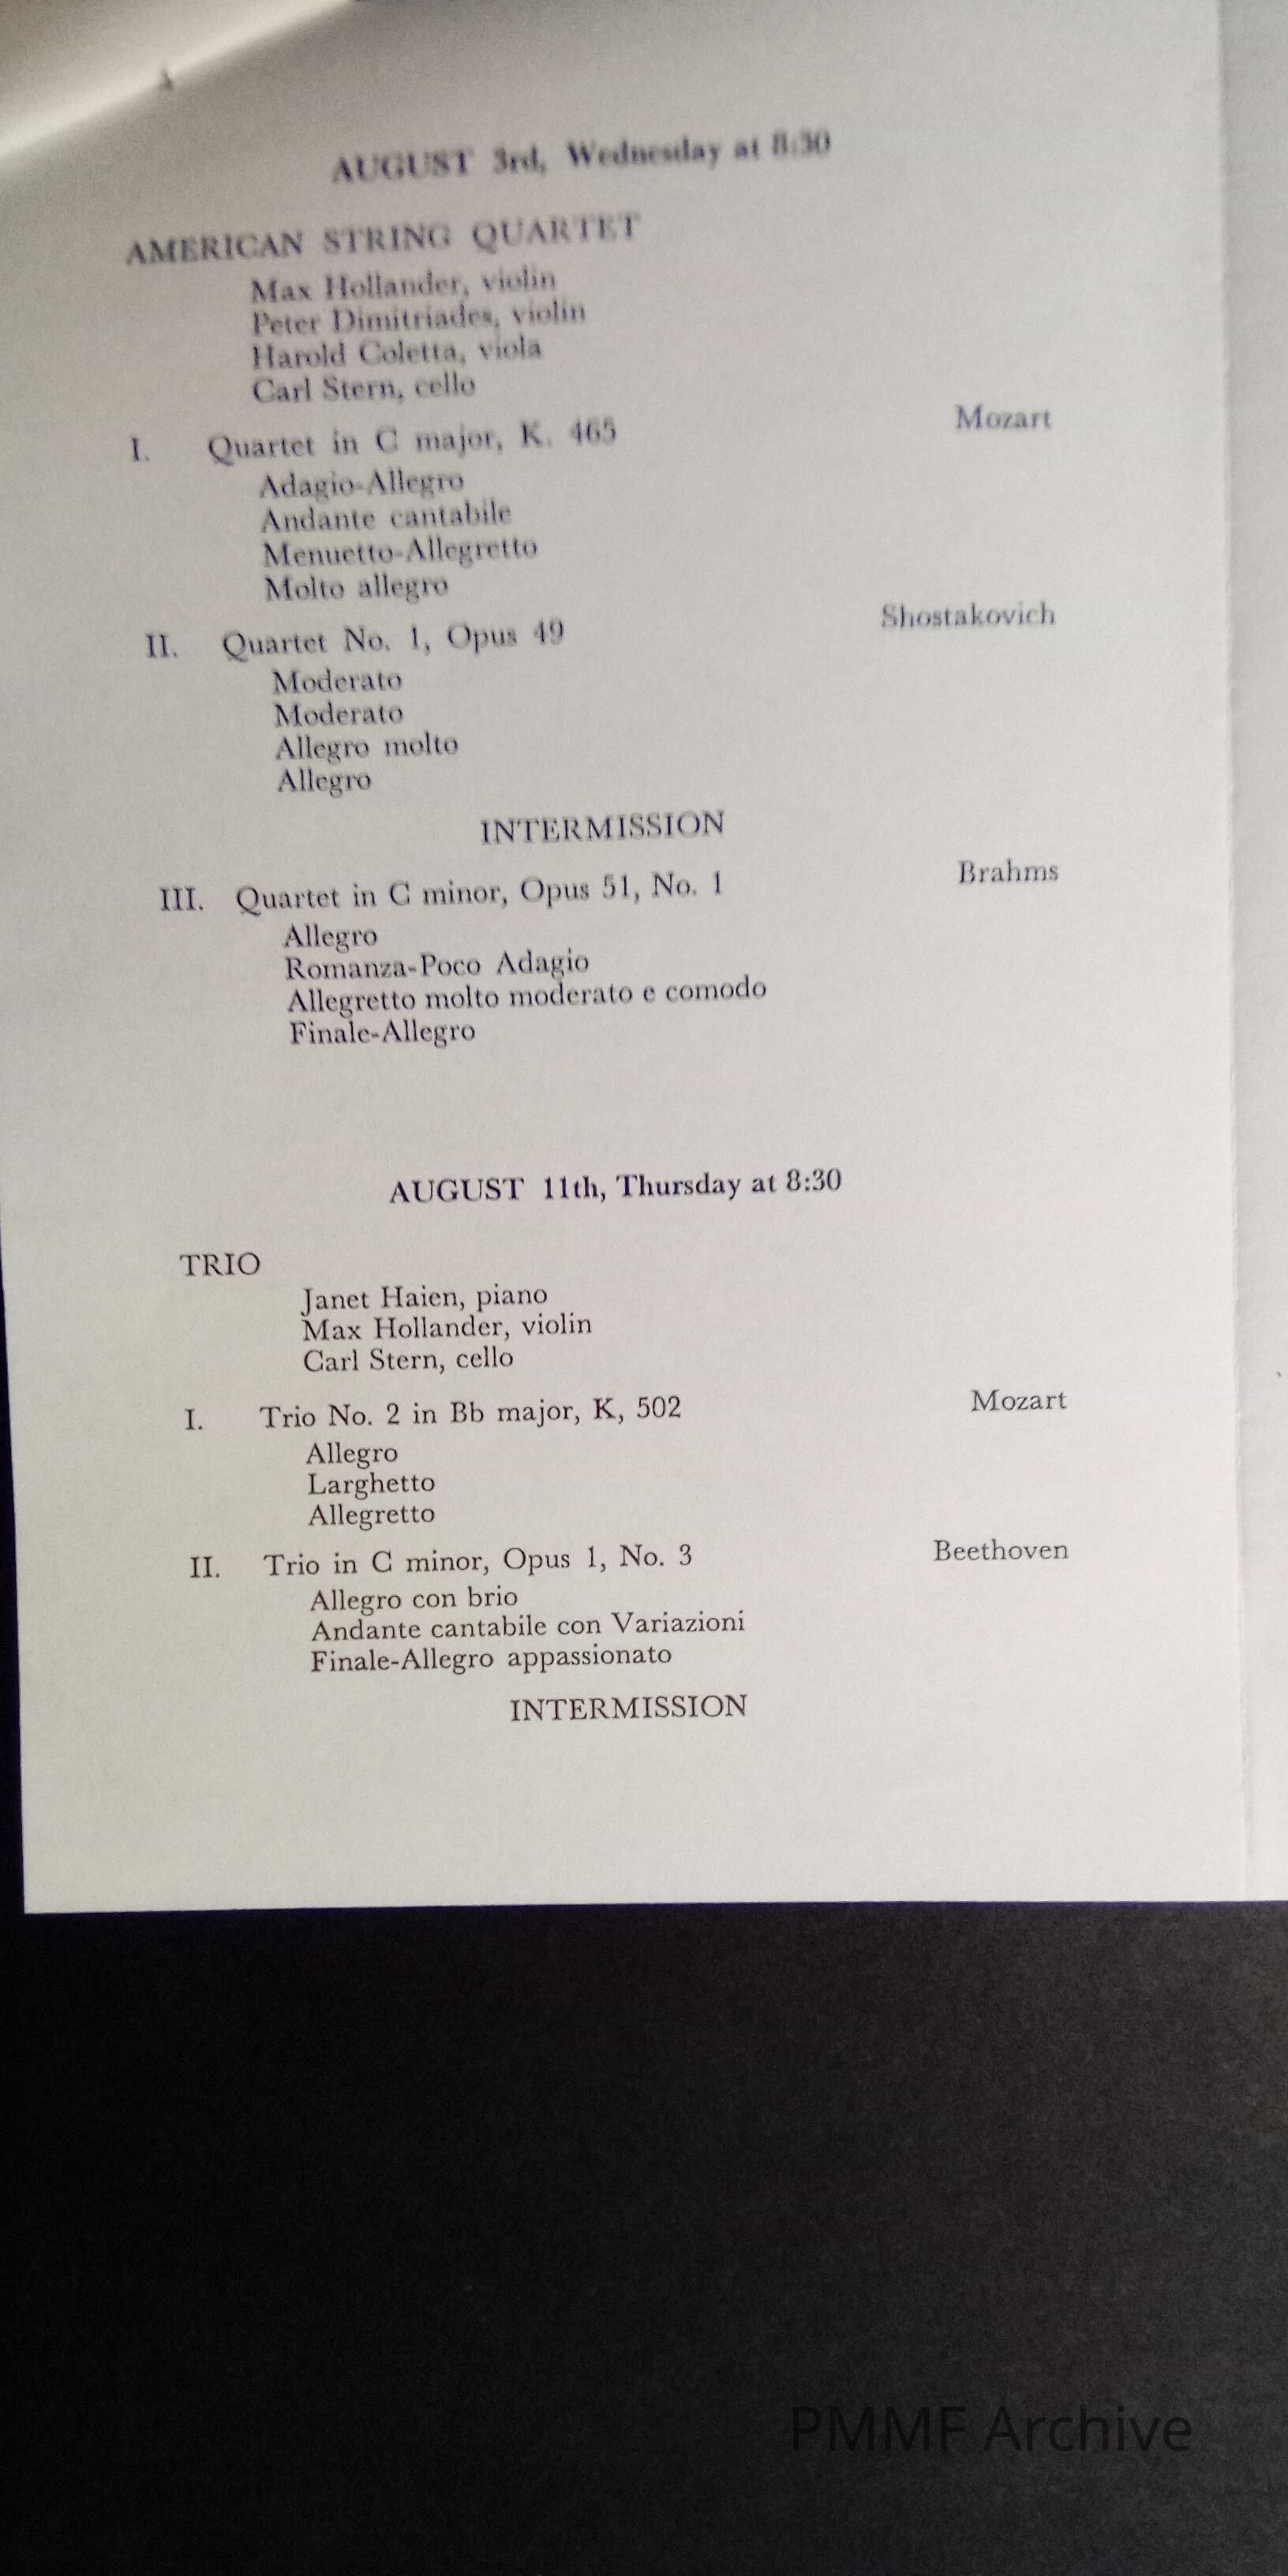 AUGUST 3rd, Wednesday at 8:30
AMERICAN STRING QUARTET
Max Hollander, violin
Peter Dimitriades, violin
Harold Coletta, viola
Carl Stern, cello
I. Quartet in C major, K. 465 Mozart
Adagio-Allegro
Andante cantabile
Menuetto-Allegretto
Molto allegro
II. Quartet No. 1, Opus 49 Shostakovich
Moderato
Moderato
Allegro molto
Allegro
INTERMISSION
III. Quartet in C minor, Opus 51, No. 1 Brahms
Allegro
Romanza-Poco Adagio
Allegretto molto moderato e comodo
Finale-Allegro
AUGUST 11th, Thursday at 8:30
TRIO
Janet Haien, piano
Max Hollander, violin
Carl Stern, cello
I. Trio No. 2 in Bb major, K, 502 Mozart
Allegro
Larghetto
Allegretto
II. Trio in C minor, Opus 1, No. 3 Beethoven
Allegro con brio
Andante cantabile con Variazioni
Finale-Allegro appassionato
INTERMISSION
PMMF Archive